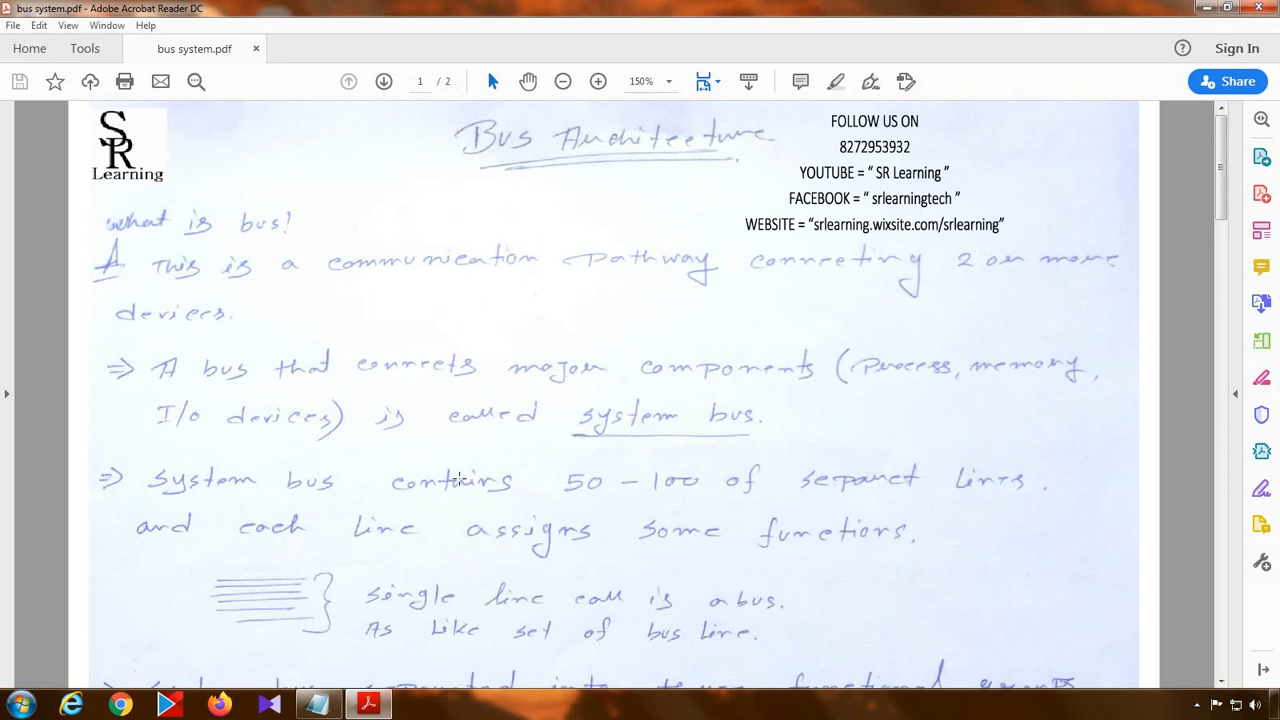 bus system.pdf - Adobe Acrobat Reader DC
File Edit View Window Help
Home Tools bus system.pdf × Sign In
1 / 2 150% Share
SR
Learning
Bus Architecture
FOLLOW US ON
8272953932
YOUTUBE = “ SR Learning ”
FACEBOOK = “ srlearningtech ”
WEBSITE = “srlearning.wixsite.com/srlearning”
what is bus?
A This is a communication pathway connecting 2 or more
devices.
⇒ A bus that connects major components (process, memory,
I/O devices) is called system bus.
⇒ system bus contains 50 – 100 of separet lines.
and each line assigns some functions.
single line call is a bus.
As like set of bus line.
functional